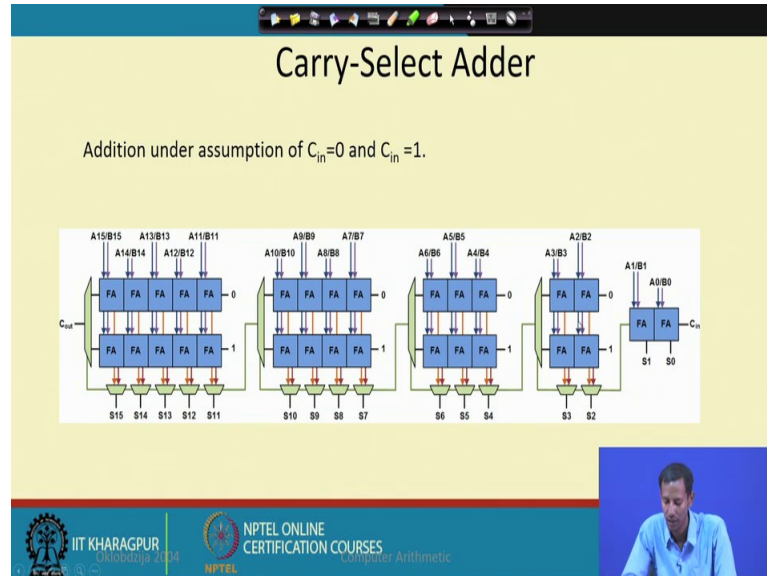 Carry-Select Adder
Addition under assumption of Cin=0 and Cin =1.
A15/B15 A13/B13 A11/B11 A9/B9 A7/B7 A5/B5 A2/B2
A14/B14 A12/B12 A10/B10 A8/B8 A6/B6 A4/B4 A3/B3
A1/B1
A0/B0
FA FA FA FA FA 0 FA FA FA FA 0 FA FA FA 0 FA FA 0
Cout FA FA Cin
FA FA FA FA FA 1 FA FA FA FA 1 FA FA FA 1 FA FA 1
S1 S0
S15 S14 S13 S12 S11 S10 S9 S8 S7 S6 S5 S4 S3 S2
IIT KHARAGPUR
Oklobdzija 2004
NPTEL
NPTEL ONLINE
CERTIFICATION COURSES
Computer Arithmetic